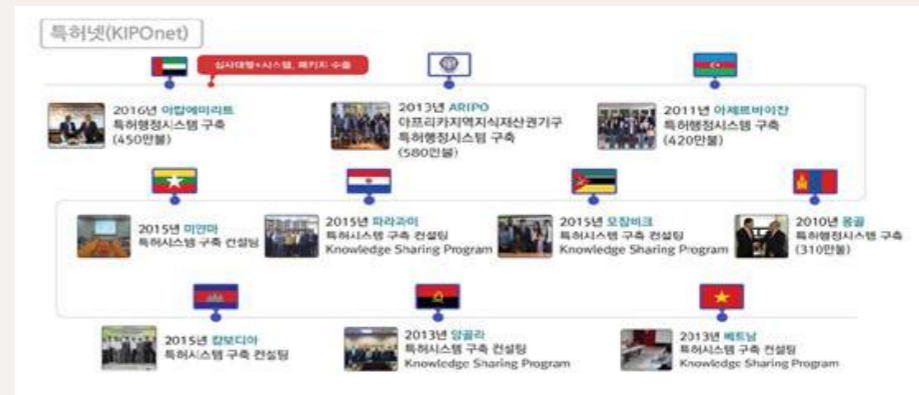 특허넷(KIPOnet)
심사대행+시스템, 패키지 수출
2016년 아랍에미리트
특허행정시스템 구축
(450만불)
2013년 ARIPO
아프리카지역지식재산권기구
특허행정시스템 구축
(580만불)
2011년 아제르바이잔
특허행정시스템 구축
(420만불)
2015년 미얀마
특허시스템 구축 컨설팅
2015년 파라과이
특허시스템 구축 컨설팅
Knowledge Sharing Program
2015년 모잠비크
특허시스템 구축 컨설팅
Knowledge Sharing Program
2010년 몽골
특허행정시스템 구축
(310만불)
2015년 캄보디아
특허시스템 구축 컨설팅
2013년 앙골라
특허시스템 구축 컨설팅
Knowledge Sharing Program
2013년 베트남
특허시스템 구축 컨설팅
Knowledge Sharing Program